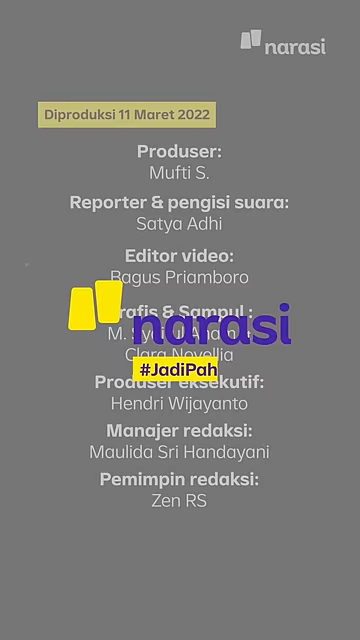 narasi
Diproduksi 11 Maret 2022
Produser:
Mufti S.
Reporter & pengisi suara:
Satya Adhi
Editor video:
Bagus Priamboro
& Sampul :
narasi
M.
Clara Novellia
#JadiPah
Produser eksekutif:
Hendri Wijayanto
Manajer redaksi:
Maulida Sri Handayani
Pemimpin redaksi:
Zen RS